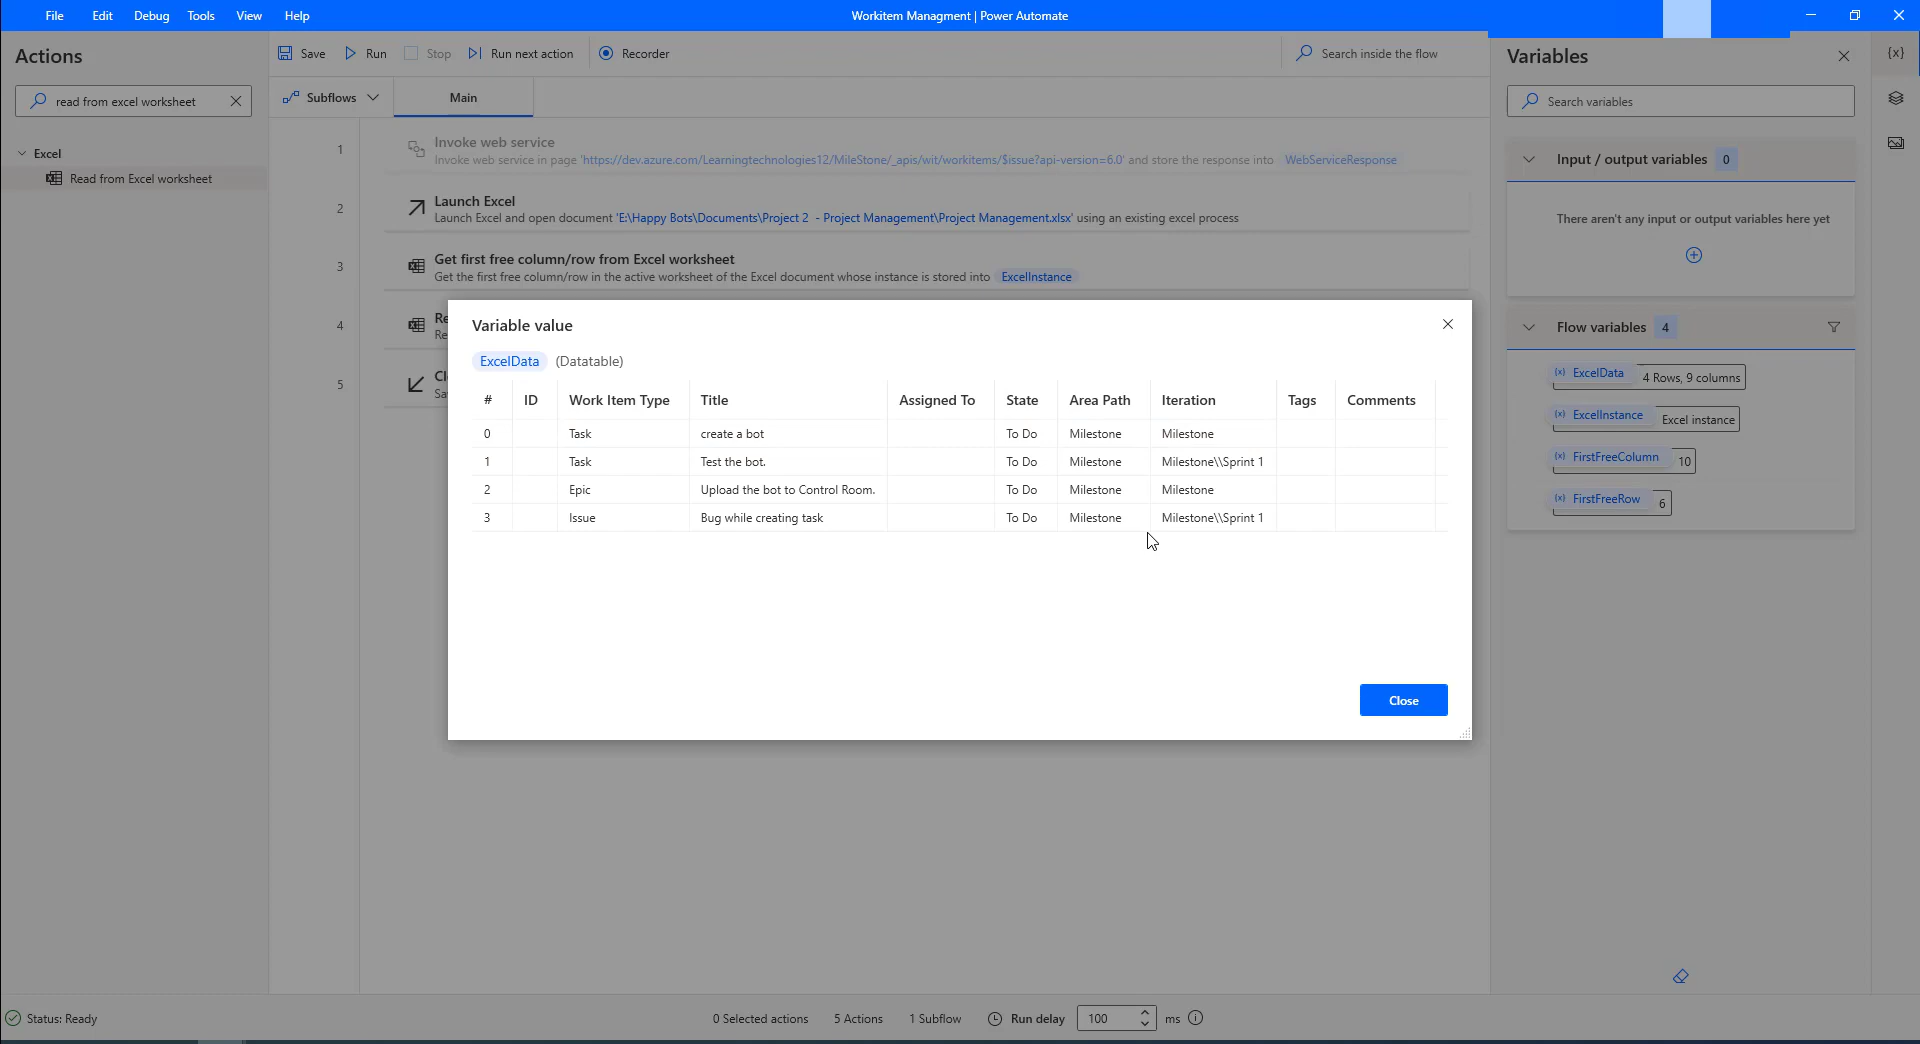 File Edit Debug Tools View Help
Workitem Managment | Power Automate
Actions
read from excel worksheet
Excel
Read from Excel worksheet
Save Run Stop Run next action Recorder
Search inside the flow
Subflows Main
1
Invoke web service
Invoke web service in page 'https://dev.azure.com/Learningtechnologies12/MileStone/_apis/wit/workitems/$issue?api-version=6.0' and store the response into WebServiceResponse
2
Launch Excel
Launch Excel and open document 'E:\Happy Bots\Documents\Project 2 - Project Management\Project Management.xlsx' using an existing excel process
3
Get first free column/row from Excel worksheet
Get the first free column/row in the active worksheet of the Excel document whose instance is stored into ExcelInstance
4
Re
Re
5
Cl
Sa
Variable value
ExcelData (Datatable)
# ID Work Item Type Title Assigned To State Area Path Iteration Tags Comments
0 Task create a bot To Do Milestone Milestone
1 Task Test the bot. To Do Milestone Milestone\\Sprint 1
2 Epic Upload the bot to Control Room. To Do Milestone Milestone
3 Issue Bug while creating task To Do Milestone Milestone\\Sprint 1
Close
Variables
{x}
Search variables
Input / output variables 0
There aren't any input or output variables here yet
Flow variables 4
(x) ExcelData 4 Rows, 9 columns
(x) ExcelInstance Excel instance
(x) FirstFreeColumn 10
(x) FirstFreeRow 6
Status: Ready
0 Selected actions 5 Actions 1 Subflow Run delay 100 ms